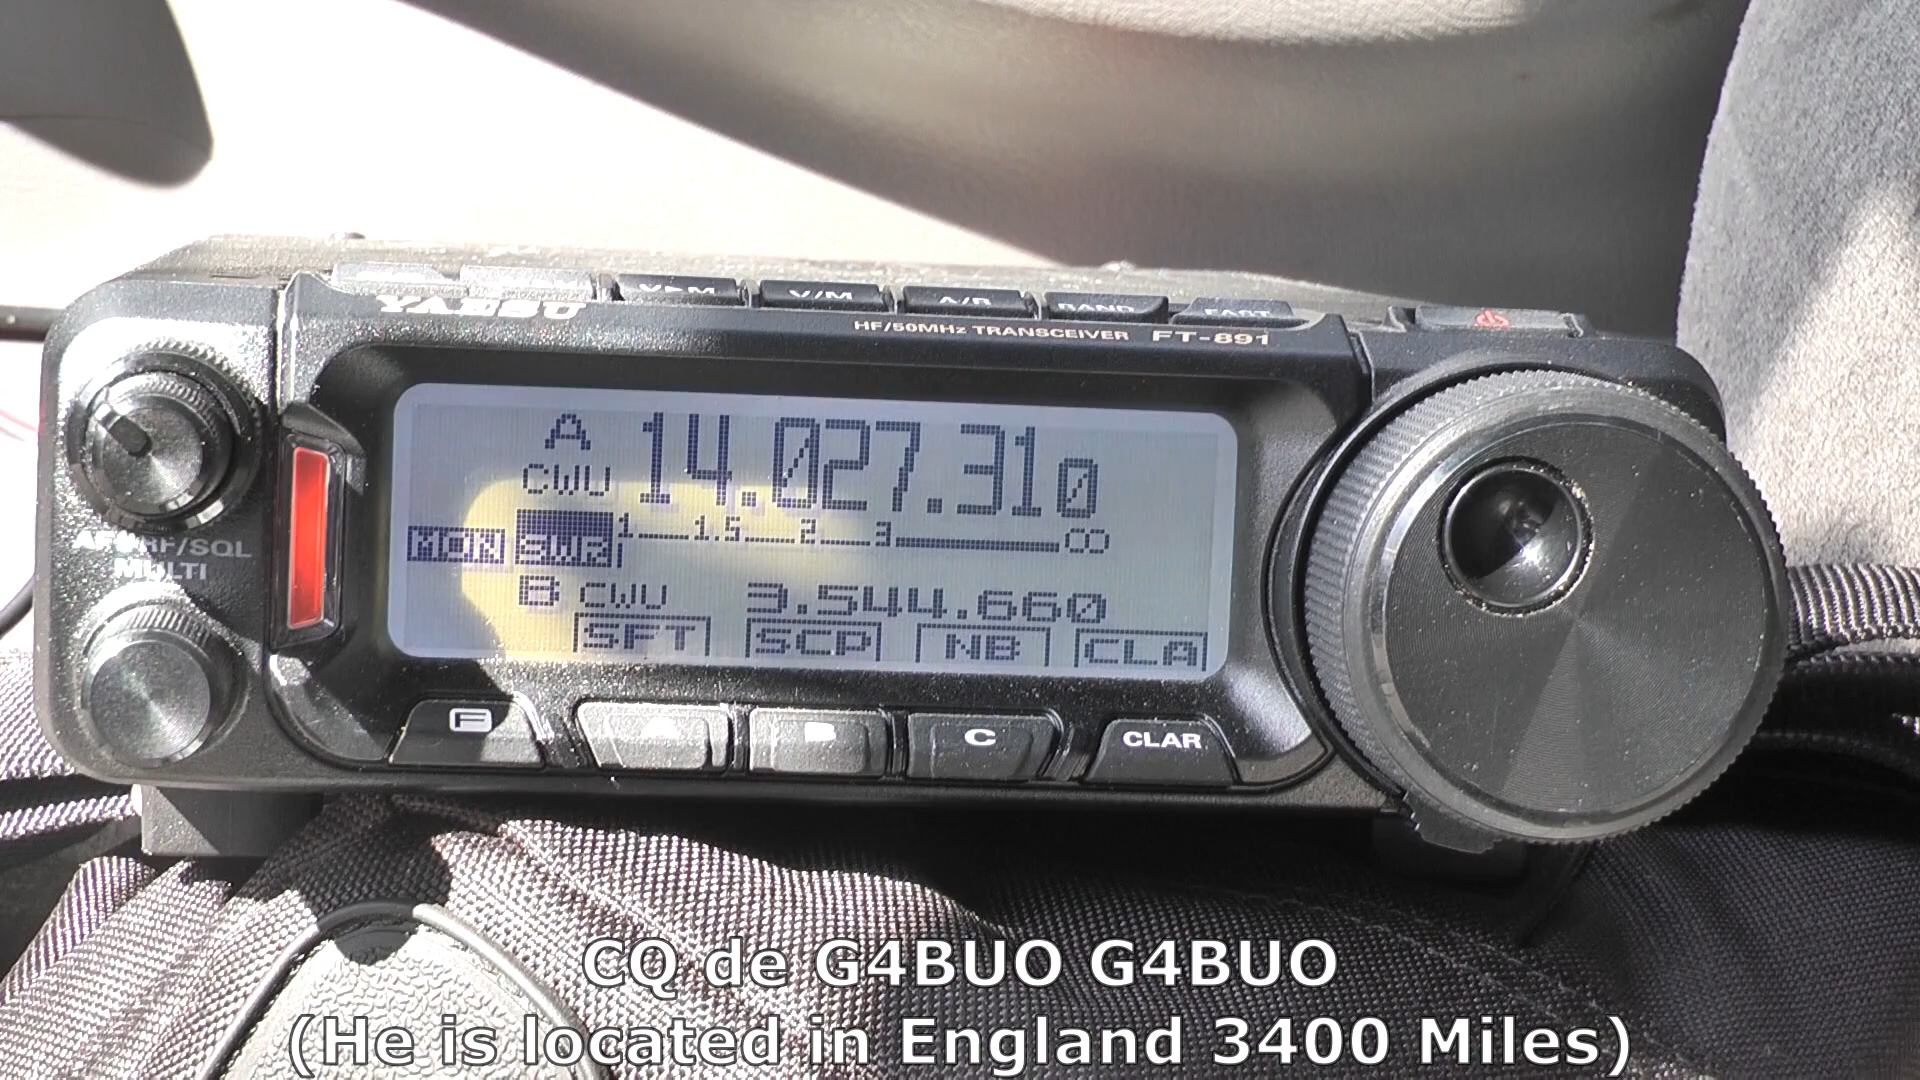 V►M V/M A/B BAND FAST
YAESU
HF/50MHz TRANSCEIVER FT-891
A 14.027.310
CWU
1 1.5 2 3 ∞
MON SWR
AF RF/SQL
MULTI
B CWU 3.544.660
SFT SCP NB CLA
F A B C CLAR
CQ de G4BUO G4BUO
(He is located in England 3400 Miles)